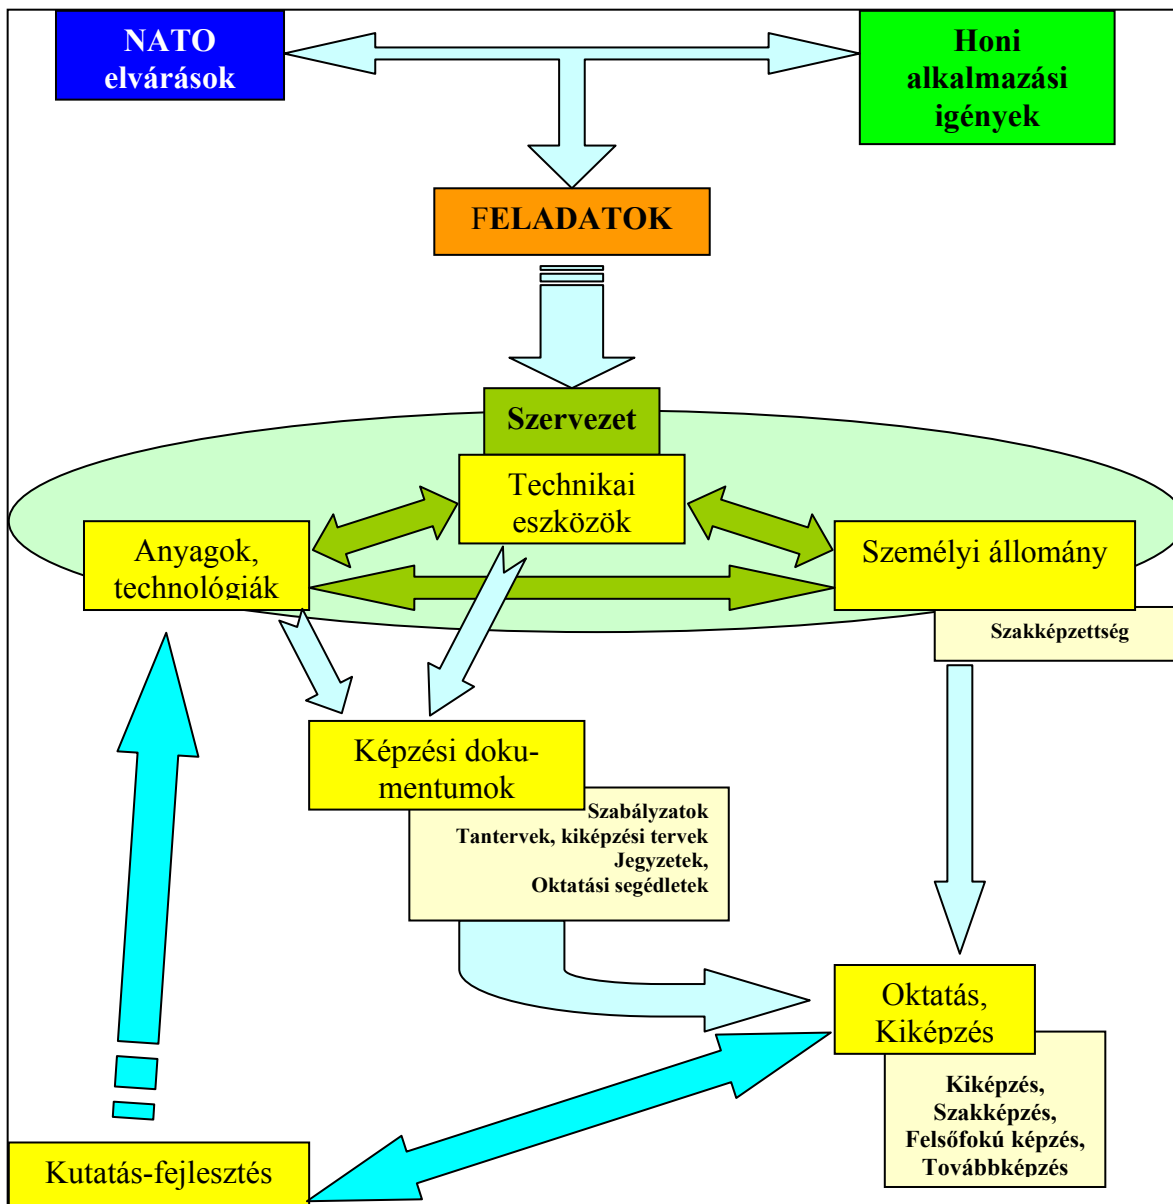 NATO
elvárások
Honi
alkalmazási
igények
FELADATOK
Szervezet
Technikai
eszközök
Anyagok,
technológiák
Személyi állomány
Szakképzettség
Képzési doku-
mentumok
Szabályzatok
Tantervek, kiképzési tervek
Jegyzetek,
Oktatási segédletek
Oktatás,
Kiképzés
Kiképzés,
Szakképzés,
Felsőfokú képzés,
Továbbképzés
Kutatás-fejlesztés